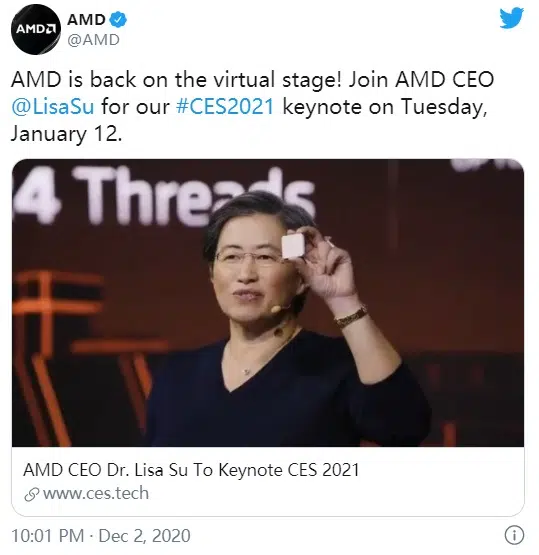 AMD
AMD
@AMD
AMD is back on the virtual stage! Join AMD CEO
@LisaSu for our #CES2021 keynote on Tuesday,
January 12.
4 Threads
AMD CEO Dr. Lisa Su To Keynote CES 2021
www.ces.tech
10:01 PM · Dec 2, 2020